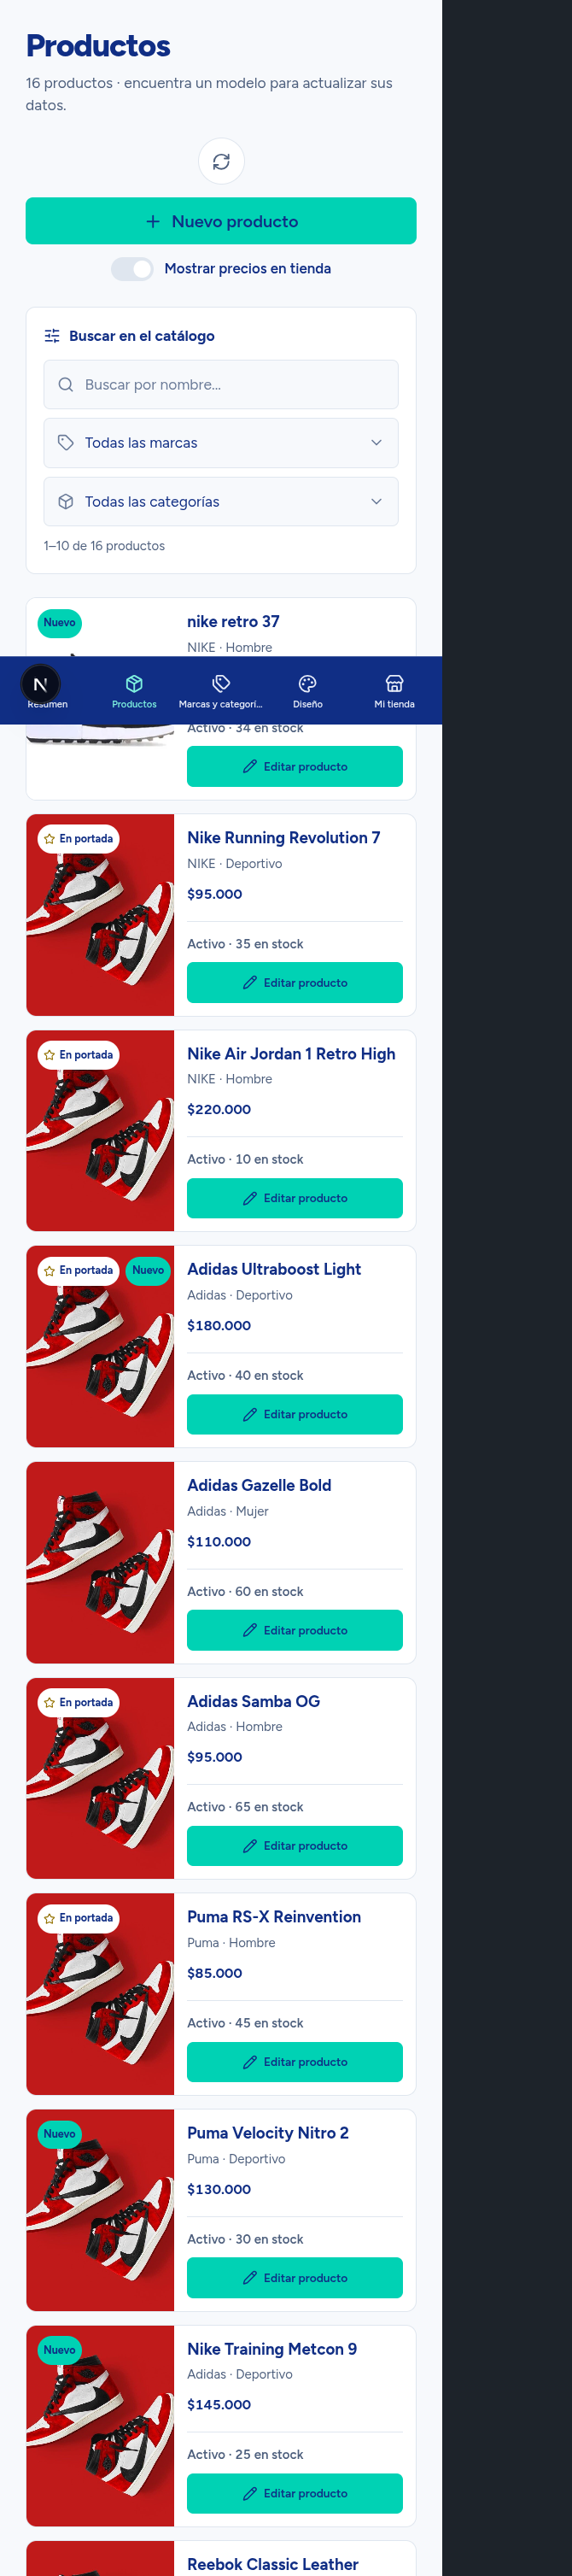 Productos
16 productos · encuentra un modelo para actualizar sus
datos.
Nuevo producto
Mostrar precios en tienda
Buscar en el catálogo
Buscar por nombre...
Todas las marcas
Todas las categorías
1–10 de 16 productos
Nuevo
nike retro 37
NIKE · Hombre
N
Resumen
Productos
Marcas y categorí...
Diseño
Mi tienda
Activo · 34 en stock
Editar producto
En portada
Nike Running Revolution 7
NIKE · Deportivo
$95.000
Activo · 35 en stock
Editar producto
En portada
Nike Air Jordan 1 Retro High
NIKE · Hombre
$220.000
Activo · 10 en stock
Editar producto
En portada
Nuevo
Adidas Ultraboost Light
Adidas · Deportivo
$180.000
Activo · 40 en stock
Editar producto
Adidas Gazelle Bold
Adidas · Mujer
$110.000
Activo · 60 en stock
Editar producto
En portada
Adidas Samba OG
Adidas · Hombre
$95.000
Activo · 65 en stock
Editar producto
En portada
Puma RS-X Reinvention
Puma · Hombre
$85.000
Activo · 45 en stock
Editar producto
Nuevo
Puma Velocity Nitro 2
Puma · Deportivo
$130.000
Activo · 30 en stock
Editar producto
Nuevo
Nike Training Metcon 9
Adidas · Deportivo
$145.000
Activo · 25 en stock
Editar producto
Reebok Classic Leather